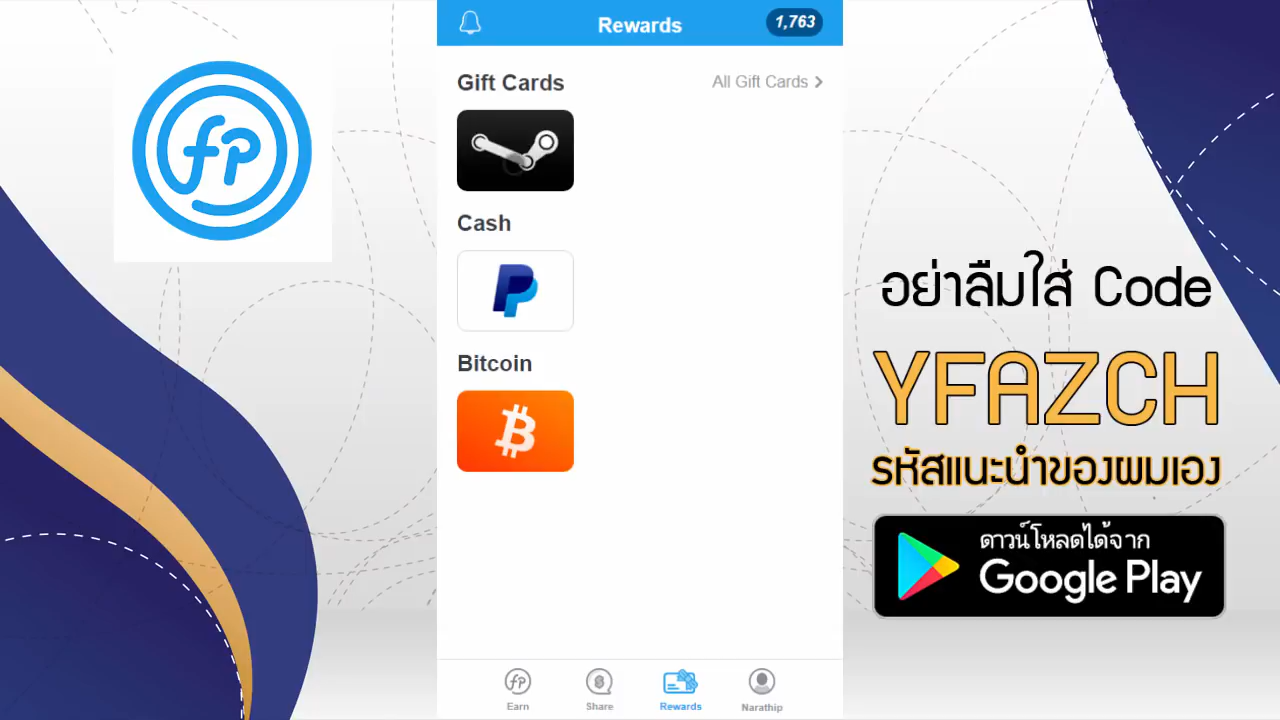 fp
Rewards
1,763
Gift Cards
All Gift Cards
Cash
Bitcoin
อย่าลืมใส่ Code
YFAZCH
รหัสแนะนำของผมเอง
ดาวน์โหลดได้จาก
Google Play
fp
Earn
Share
Rewards
Narathip